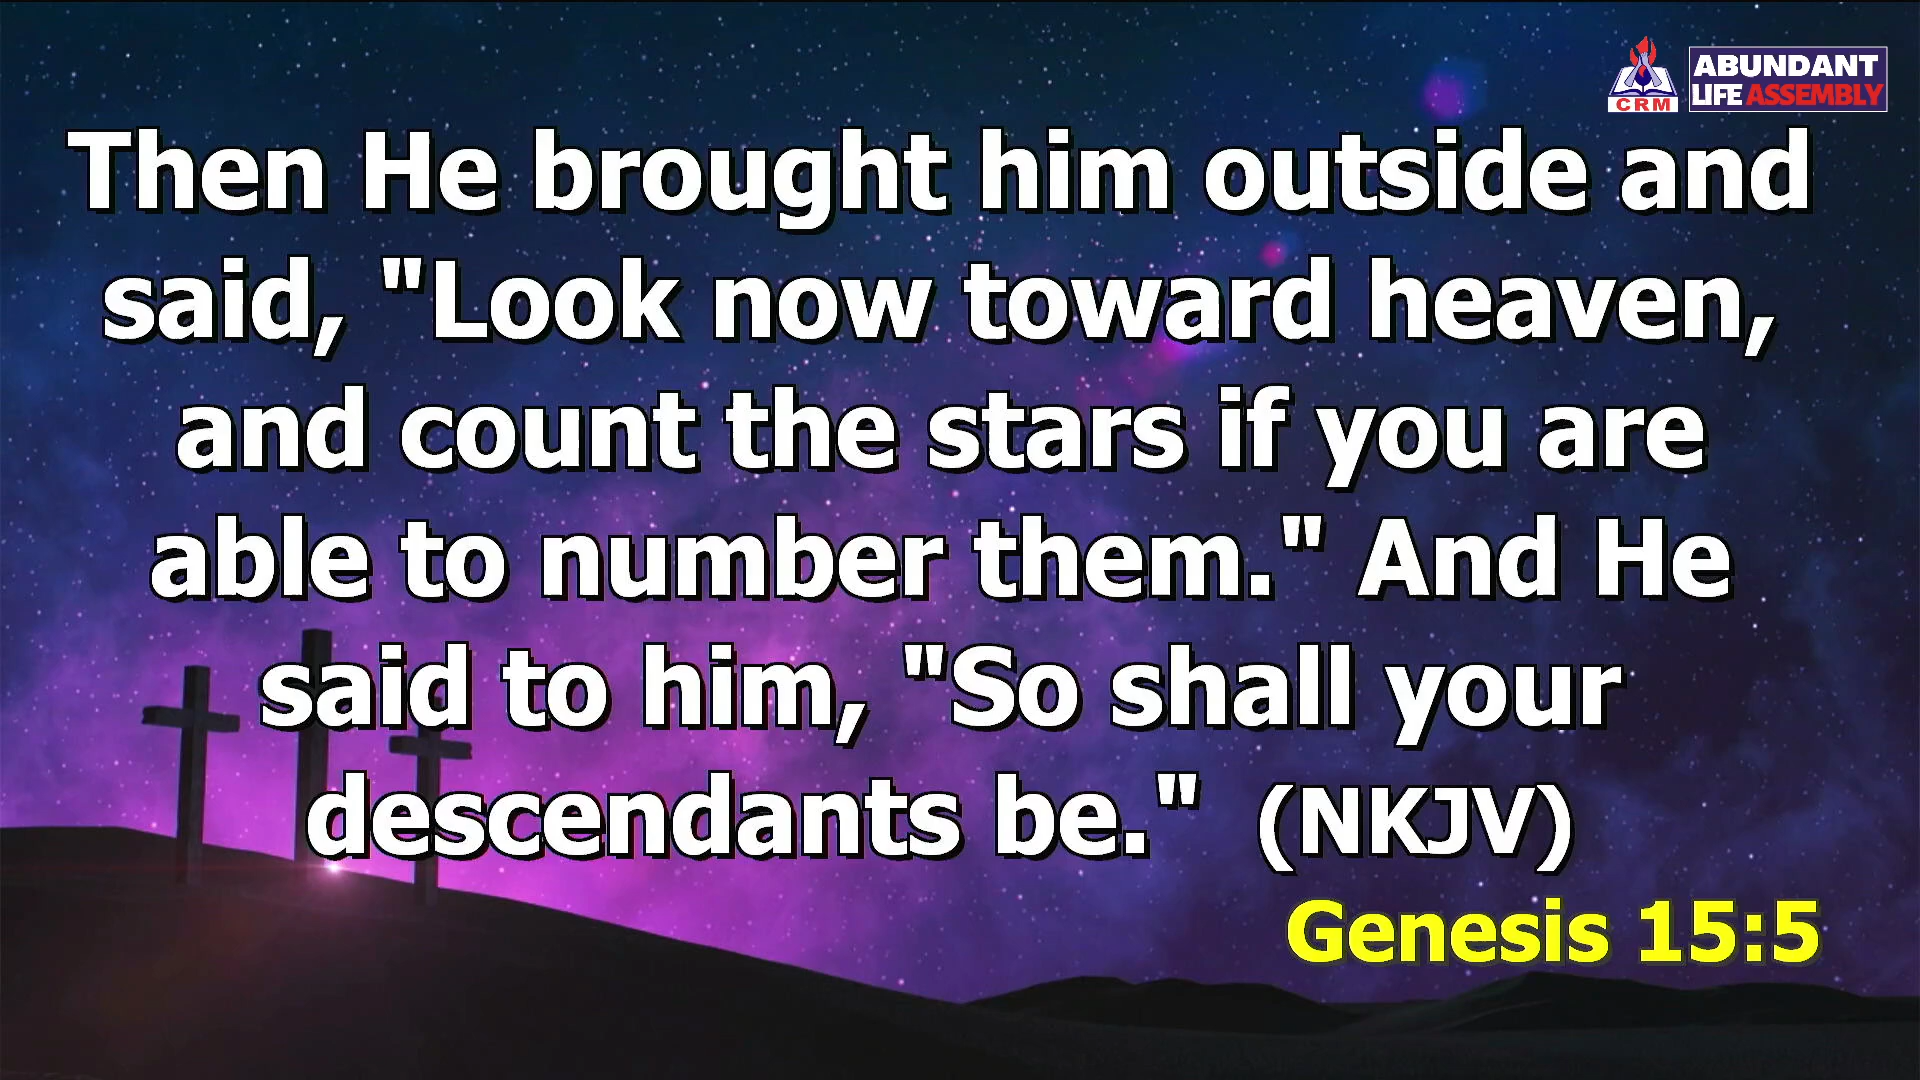 CRM
ABUNDANT
LIFE ASSEMBLY
Then He brought him outside and
said, "Look now toward heaven,
and count the stars if you are
able to number them." And He
said to him, "So shall your
descendants be."  (NKJV)
Genesis 15:5